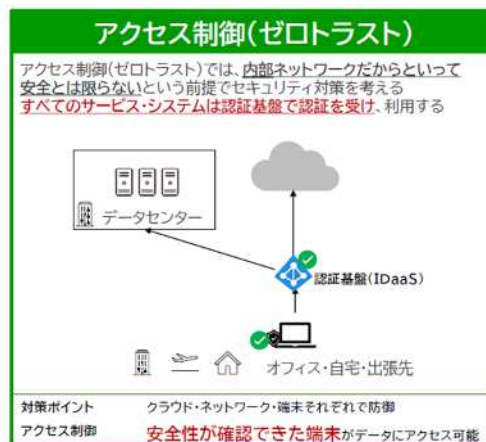 アクセス制御(ゼロトラスト)
アクセス制御(ゼロトラスト)では、内部ネットワークだからといって
安全とは限らないという前提でセキュリティ対策を考える
すべてのサービス・システムは認証基盤で認証を受け、利用する
データセンター
認証基盤(IDaaS)
オフィス・自宅・出張先
対策ポイント クラウド・ネットワーク・端末それぞれで防御
アクセス制御 安全性が確認できた端末がデータにアクセス可能